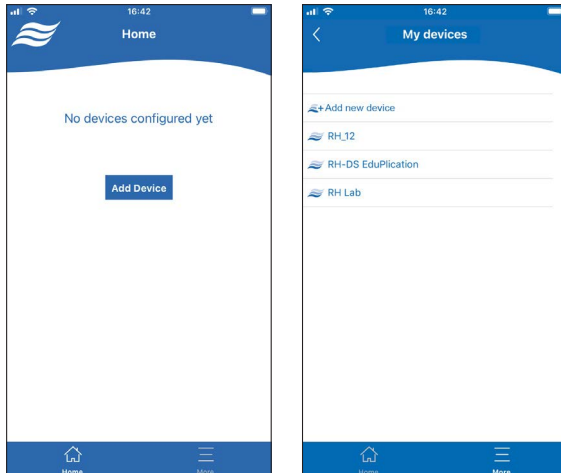 16:42
Home
No devices configured yet
Add Device
Home
More
16:42
My devices
+Add new device
RH_12
RH-DS EduPlication
RH Lab
Home
More